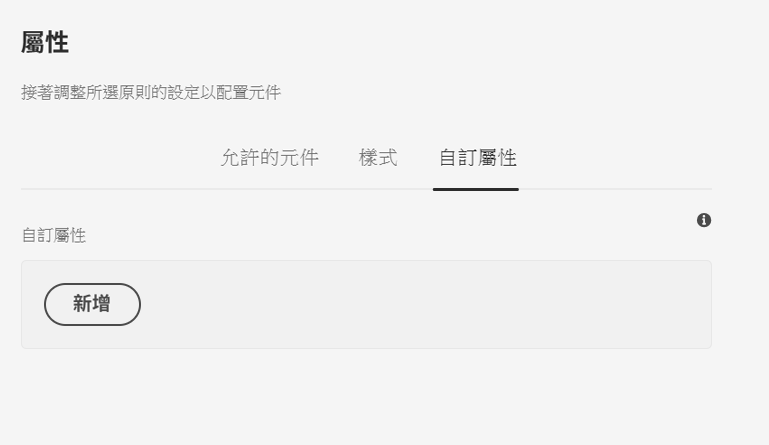 屬性
接著調整所選原則的設定以配置元件
允許的元件 樣式 自訂屬性
自訂屬性
新增